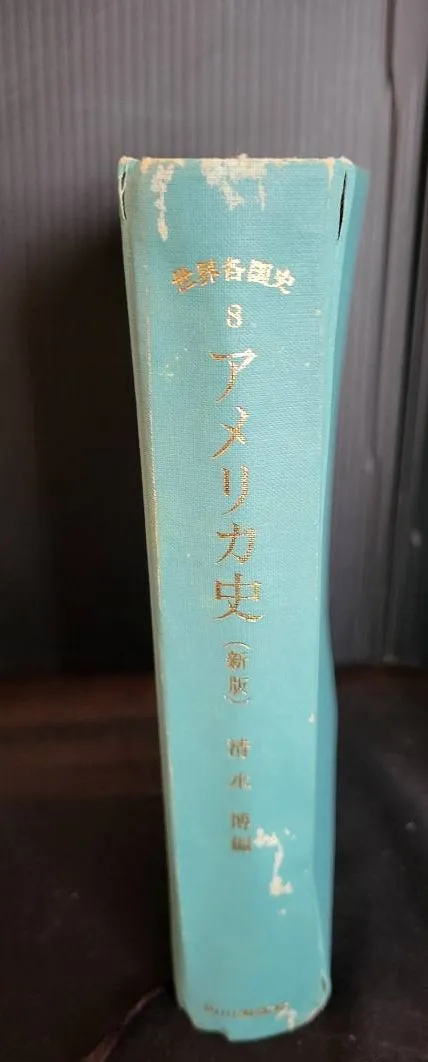 世界各国史
8
アメリカ史
(新版)
清水 博編